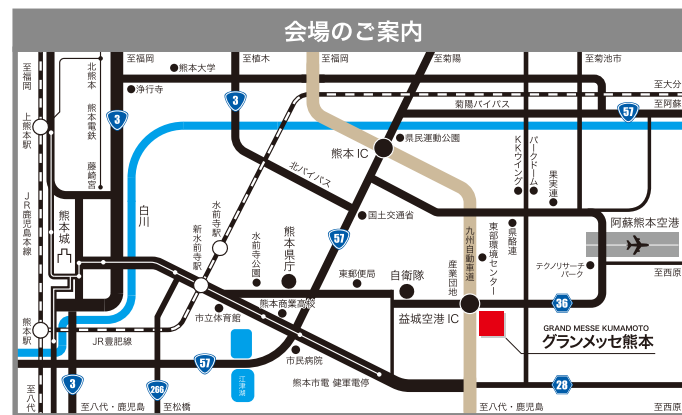 会場のご案内
至福岡
至植木
至福岡
至菊陽
至菊池市
至福岡
北熊本
熊本大学
浄行寺
至大分
菊陽バイパス
57
至阿蘇
3
3
上熊本駅
熊本電鉄
藤崎宮
熊本IC
県民運動公園
KKウイング
パークドーム
果実連
北バイパス
JR鹿児島本線
熊本城
白川
水前寺駅
新水前寺駅
国土交通省
57
九州自動車道
東部環境センター
県酪連
阿蘇熊本空港
水前寺公園
熊本県庁
東郵便局
自衛隊
産業団地
テクノリサーチ
パーク
至西原
熊本駅
市立体育館
熊本商業高校
益城空港IC
36
JR豊肥線
GRAND MESSE KUMAMOTO
グランメッセ熊本
市民病院
57
江津湖
熊本市電 健軍電停
3
266
28
至八代
至八代・鹿児島
至松橋
至八代・鹿児島
至西原